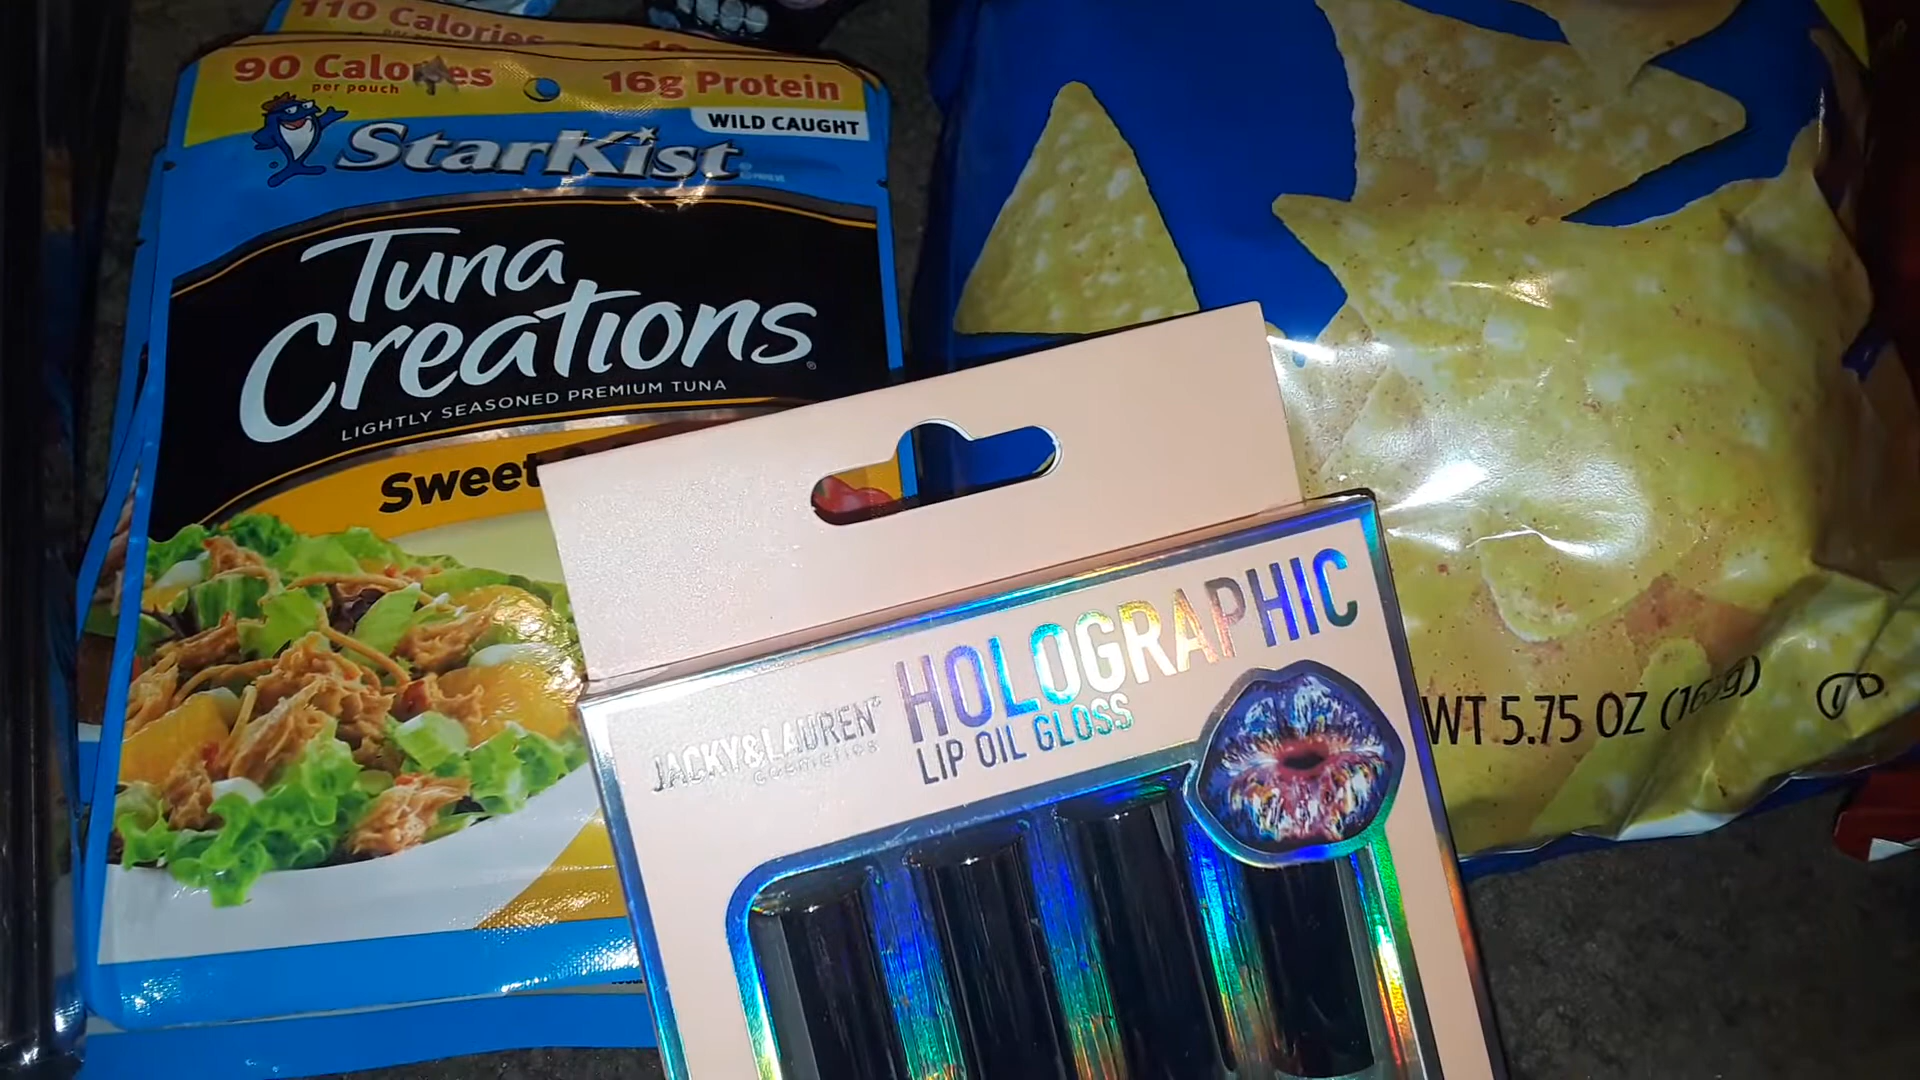 110 Calories
90 Calories
per pouch
16g Protein
WILD CAUGHT
StarKist
Tuna
Creations®
LIGHTLY SEASONED PREMIUM TUNA
Sweet
HOLOGRAPHIC
JACKY&LAUREN®
cosmetics
LIP OIL GLOSS
WT 5.75 OZ